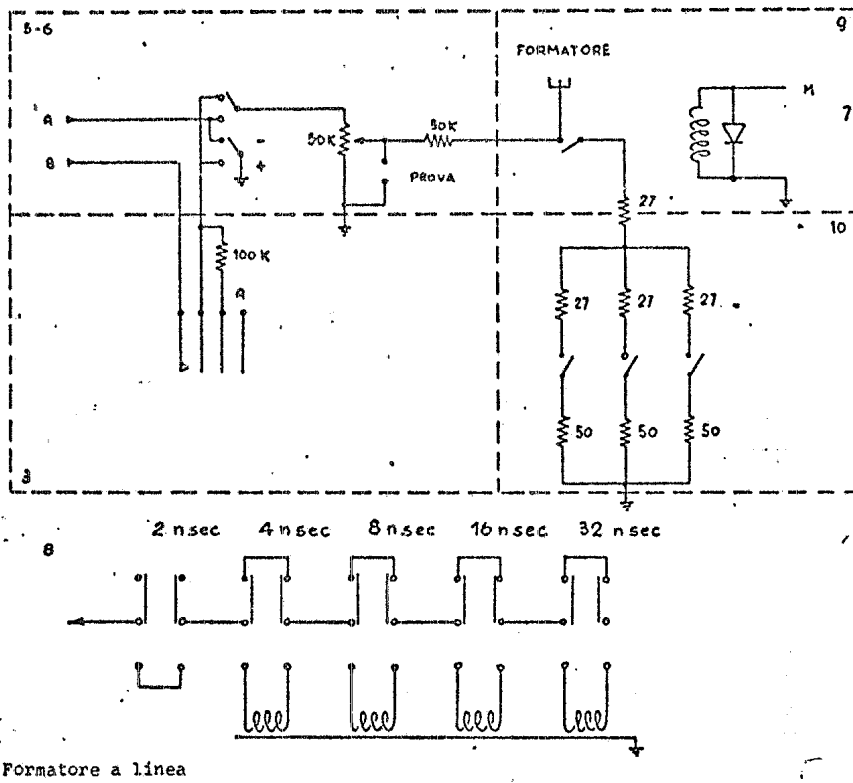 5-6
9
FORMATORE
A
B
-
+
50K
50K
PROVA
M
7
27
10
100 K
A
27 27 27
50 50 50
8
2 nsec 4 nsec 8 nsec 16 nsec 32 nsec
Formatore a linea